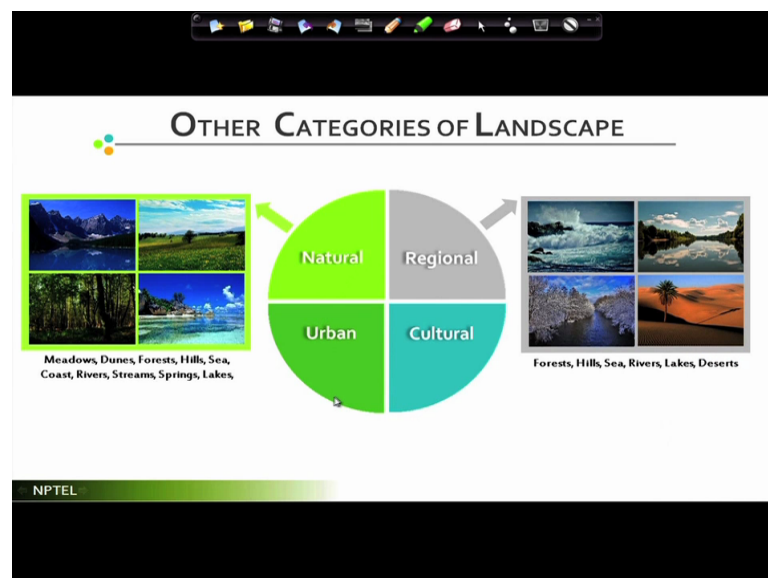 OTHER CATEGORIES OF LANDSCAPE
Natural
Regional
Urban
Cultural
Meadows, Dunes, Forests, Hills, Sea,
Coast, Rivers, Streams, Springs, Lakes,
Forests, Hills, Sea, Rivers, Lakes, Deserts
NPTEL